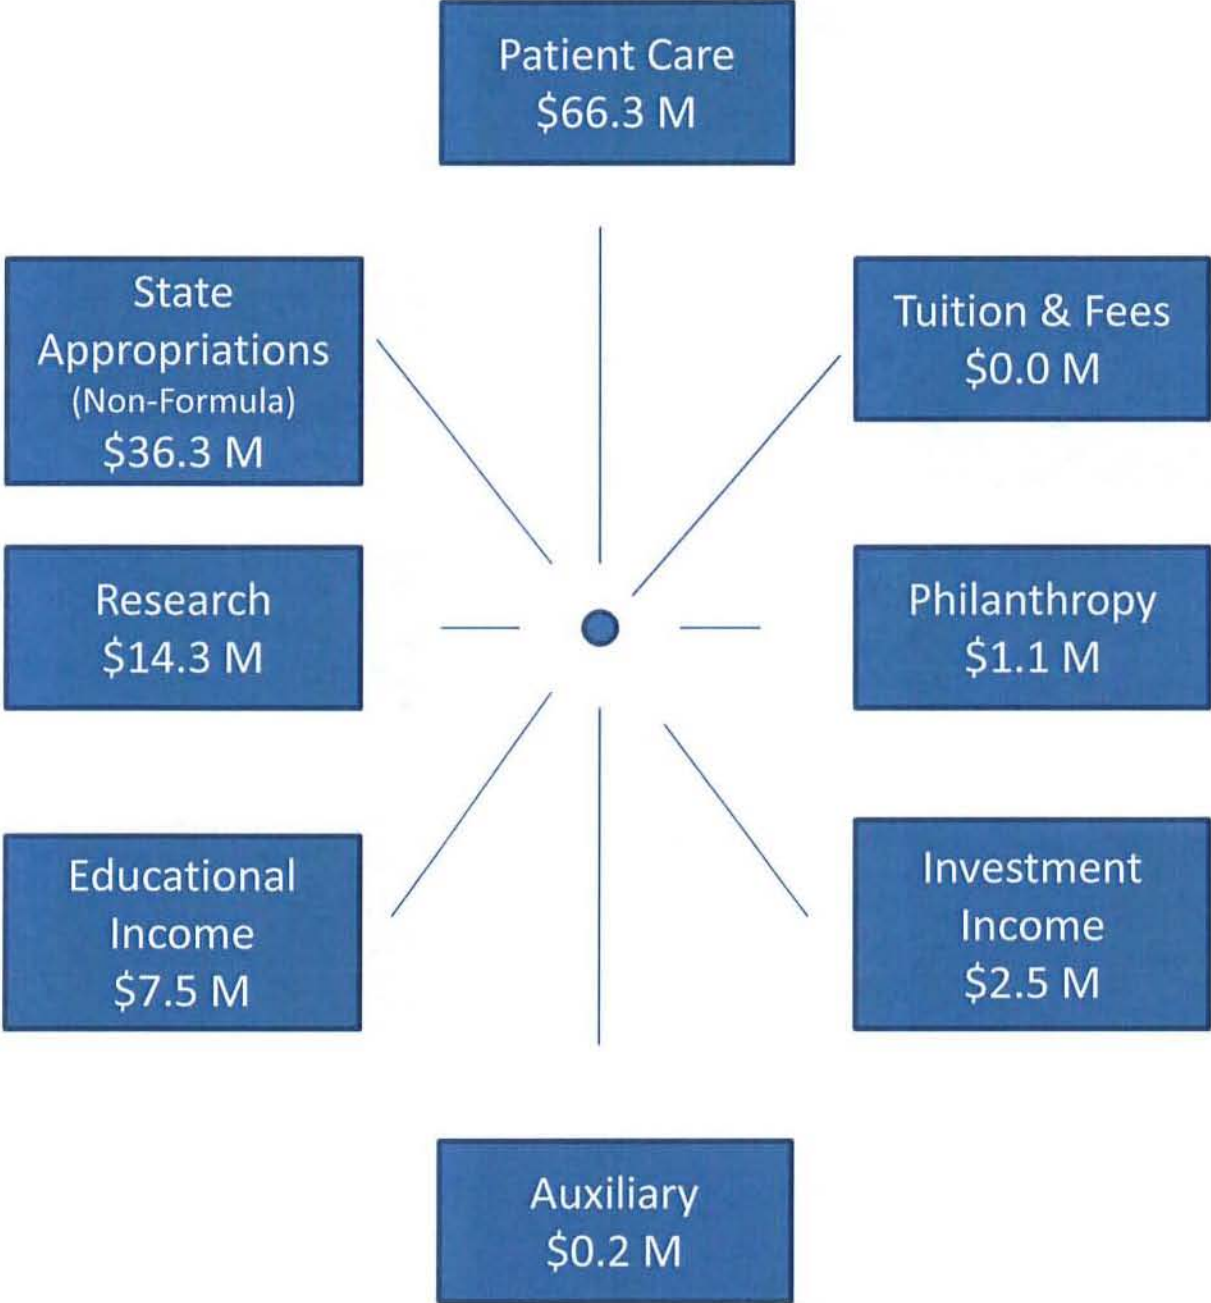 Patient Care
$66.3 M
State
Appropriations
(Non-Formula)
$36.3 M
Tuition & Fees
$0.0 M
Research
$14.3 M
Philanthropy
$1.1 M
Educational
Income
$7.5 M
Investment
Income
$2.5 M
Auxiliary
$0.2 M